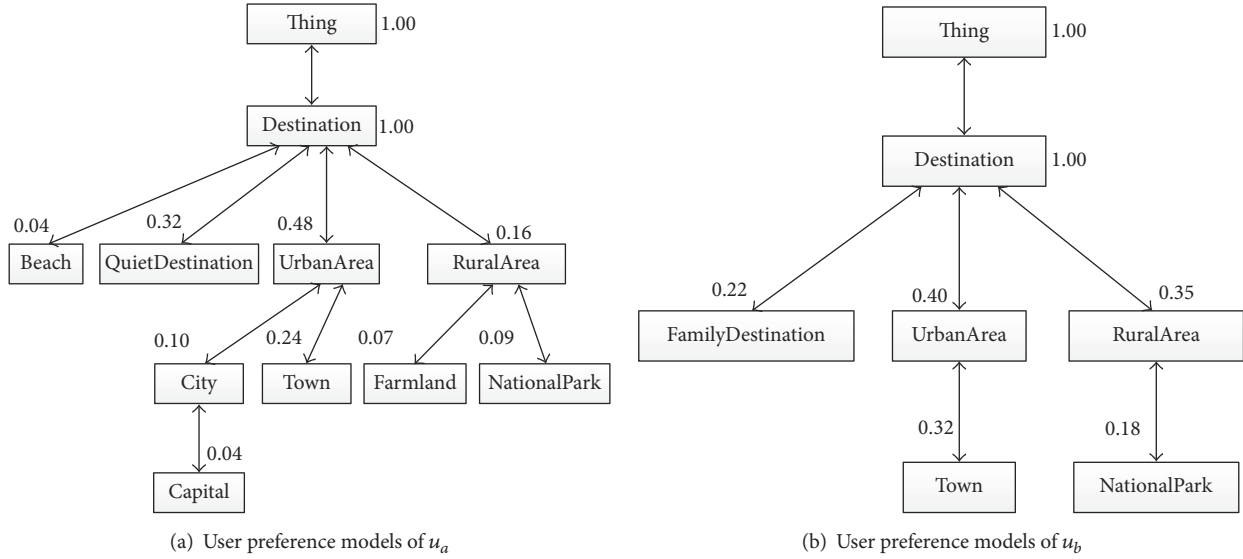 Thing
1.00
Destination
1.00
0.04
0.32
0.48
0.16
Beach
QuietDestination
UrbanArea
RuralArea
0.10
0.24
0.07
0.09
City
Town
Farmland
NationalPark
0.04
Capital
(a) User preference models of u_a
Thing
1.00
Destination
1.00
0.22
0.40
0.35
FamilyDestination
UrbanArea
RuralArea
0.32
0.18
Town
NationalPark
(b) User preference models of u_b